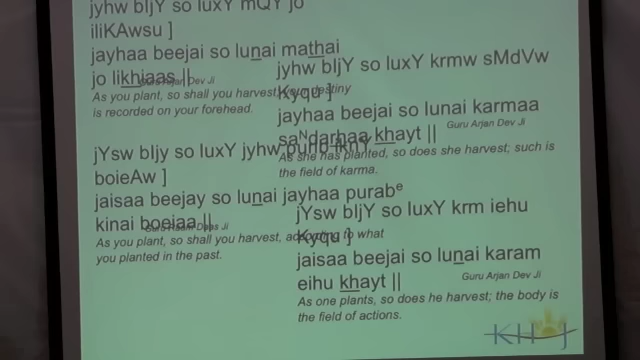 jyhw bIjY so luxY mQY jo
iliKAwsu ]
jayhaa beejai so lunai mathai
jo likhiaas ||
As you plant, so shall you harvest; your destiny
is recorded on your forehead.
jyhw bIjY so luxY krmw sMdVw
Kyqu ]
jayhaa beejai so lunai karmaa
saNdarhaa khayt ||
Guru Arjan Dev Ji
As she has planted, so does she harvest; such is
the field of karma.
jYsw bIjy so luxY jyhw purib iknY
boieAw ]
jaisaa beejay so lunai jayhaa purabe
kinai boeiaa ||
As you plant, so shall you harvest, according to what
you planted in the past.
jYsw bIjY so luxY krm iehu
Kyqu ]
jaisaa beejai so lunai karam
eihu khayt ||
Guru Arjan Dev Ji
As one plants, so does he harvest; the body is
the field of actions.